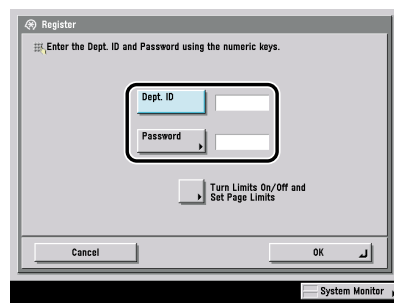 Register
Enter the Dept. ID and Password using the numeric keys.
Dept. ID
Password
Turn Limits On/Off and
Set Page Limits
Cancel
OK
System Monitor